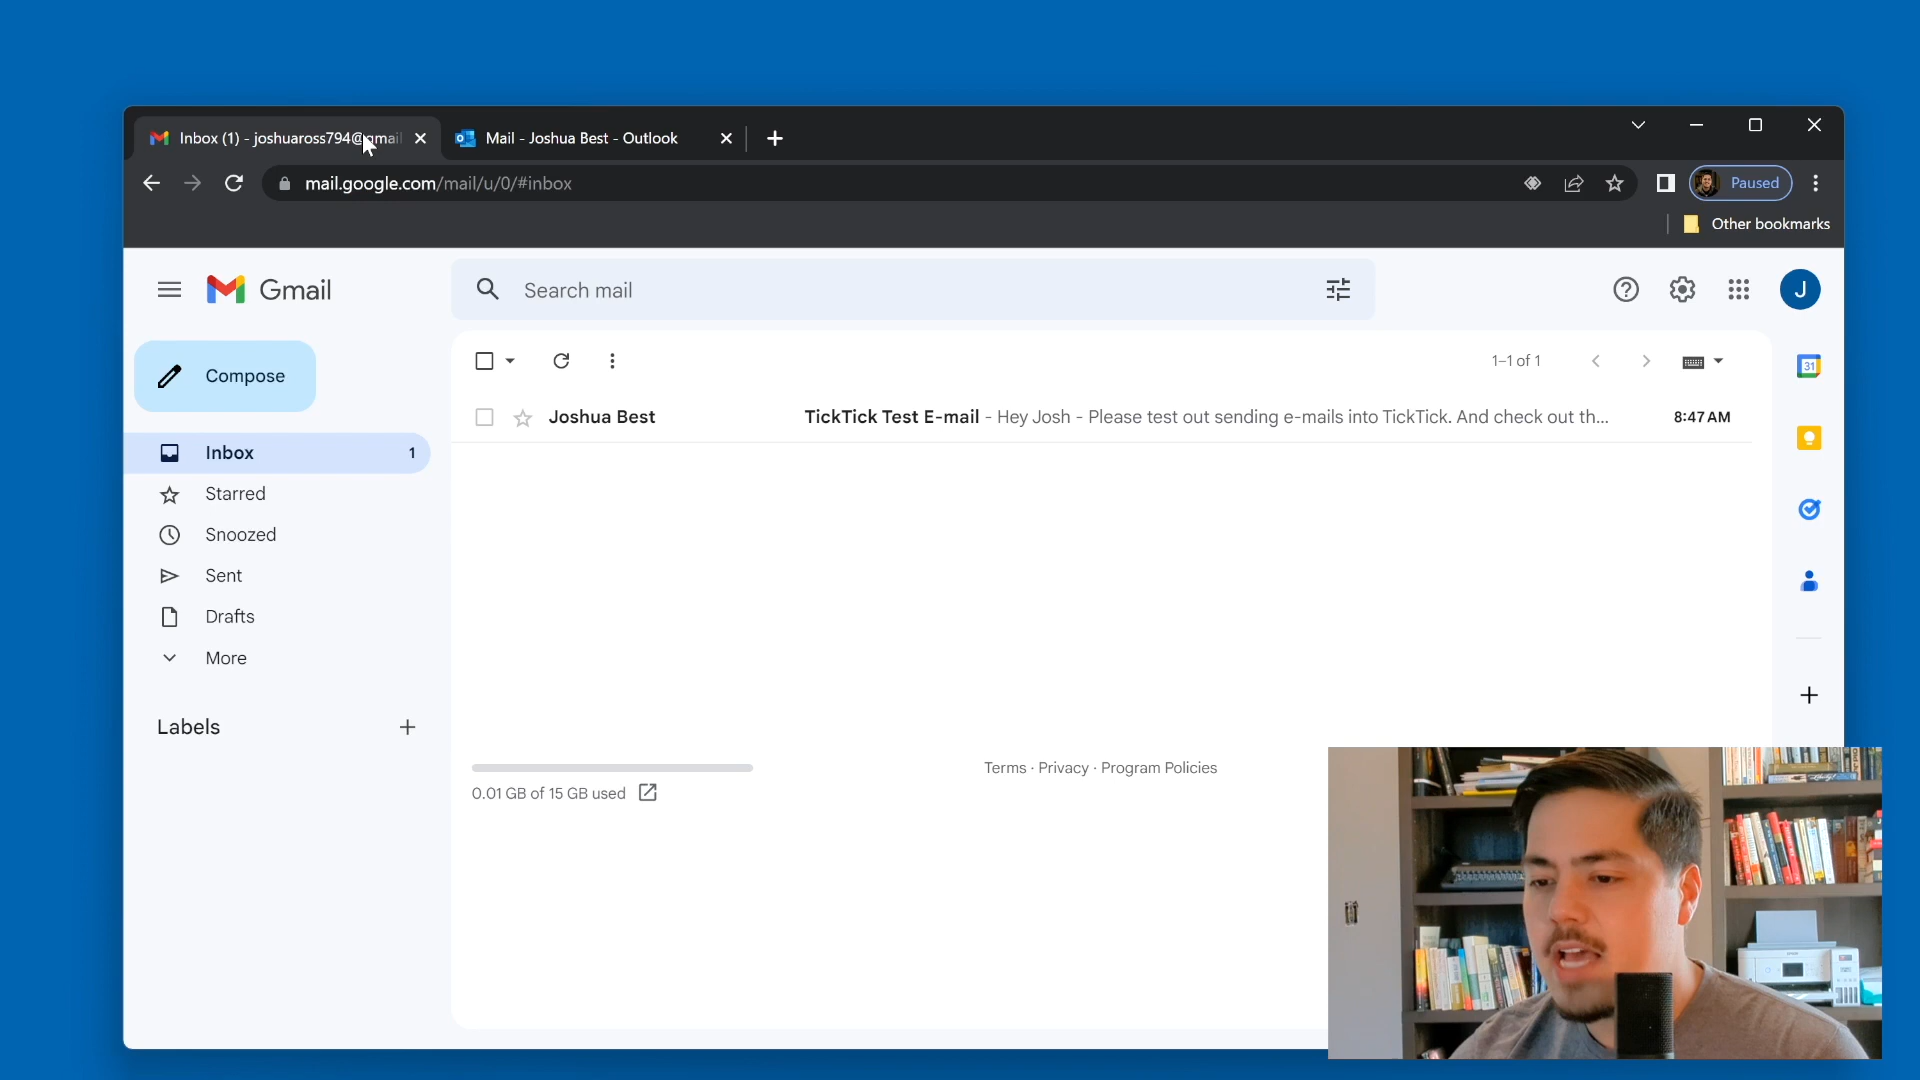 Inbox (1) - joshuaross794@gmail
Mail - Joshua Best - Outlook
mail.google.com/mail/u/0/#inbox
Paused
Other bookmarks
Gmail
Search mail
J
Compose
1–1 of 1
31
Joshua Best
TickTick Test E-mail - Hey Josh - Please test out sending e-mails into TickTick. And check out th...
8:47 AM
Inbox
1
Starred
Snoozed
Sent
Drafts
More
Labels
0.01 GB of 15 GB used
Terms · Privacy · Program Policies